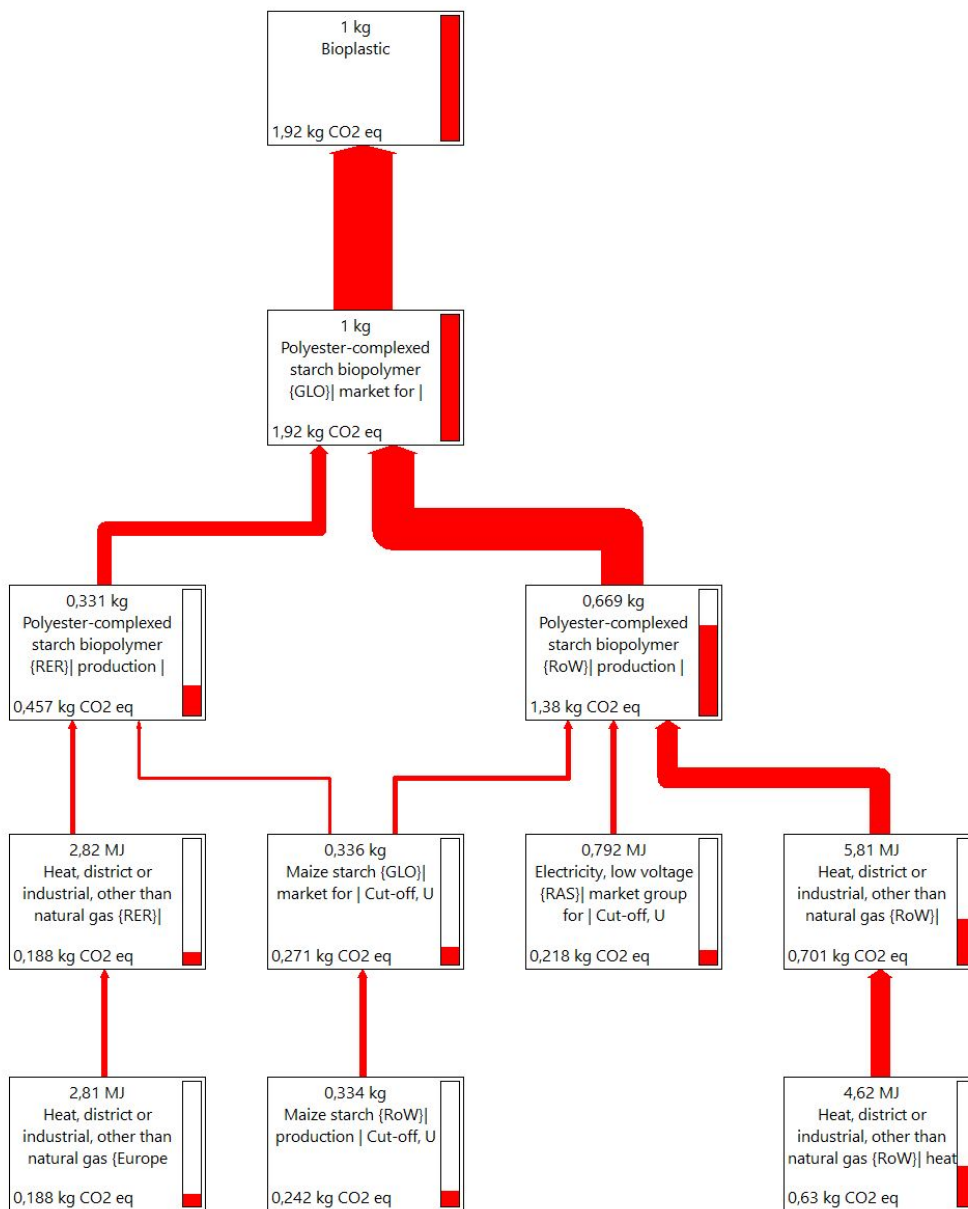 1 kg
Bioplastic
1,92 kg CO2 eq
1 kg
Polyester-complexed
starch biopolymer
{GLO}| market for |
1,92 kg CO2 eq
0,331 kg
Polyester-complexed
starch biopolymer
{RER}| production |
0,457 kg CO2 eq
0,669 kg
Polyester-complexed
starch biopolymer
{RoW}| production |
1,38 kg CO2 eq
2,82 MJ
Heat, district or
industrial, other than
natural gas {RER}|
0,188 kg CO2 eq
0,336 kg
Maize starch {GLO}|
market for | Cut-off, U
0,271 kg CO2 eq
0,792 MJ
Electricity, low voltage
{RAS}| market group
for | Cut-off, U
0,218 kg CO2 eq
5,81 MJ
Heat, district or
industrial, other than
natural gas {RoW}|
0,701 kg CO2 eq
2,81 MJ
Heat, district or
industrial, other than
natural gas {Europe
0,188 kg CO2 eq
0,334 kg
Maize starch {RoW}|
production | Cut-off, U
0,242 kg CO2 eq
4,62 MJ
Heat, district or
industrial, other than
natural gas {RoW}| heat
0,63 kg CO2 eq